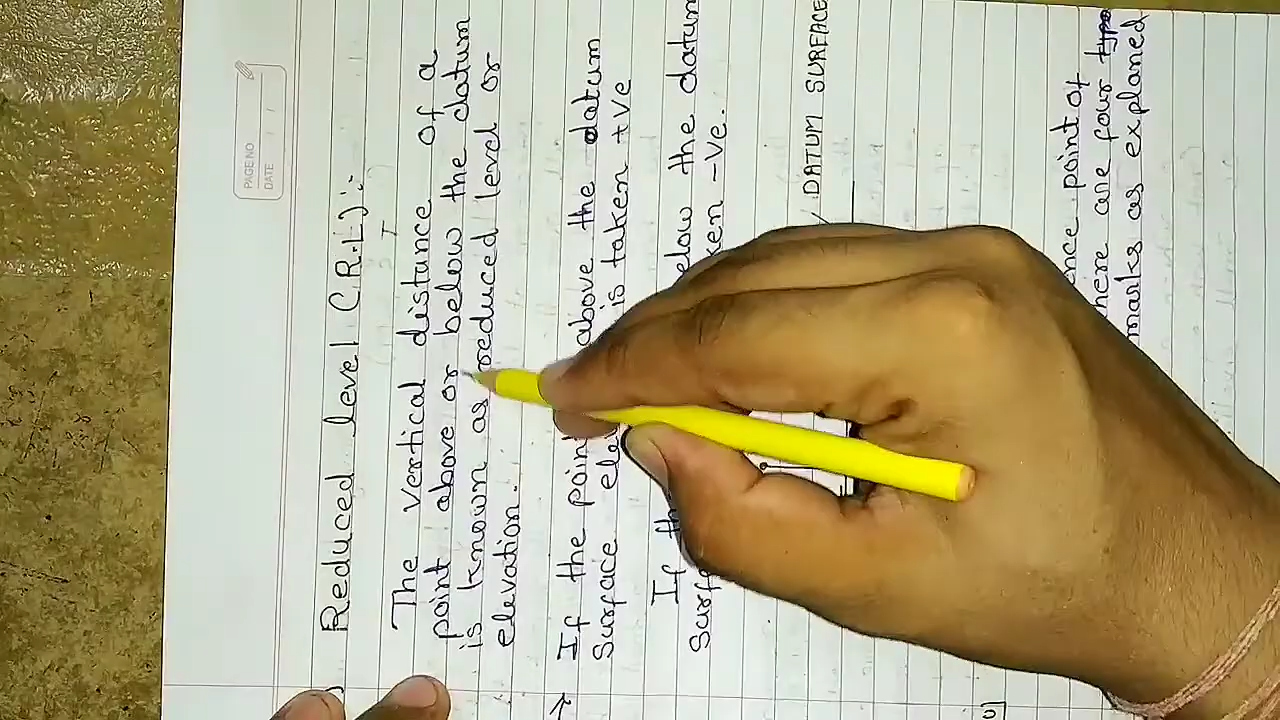 PAGE NO
DATE
Reduced level (R.L):-
The vertical distance of a
point above or below the datum
is known as reduced level or
elevation.
→ If the point above the datum
Surface is taken +Ve
If below the datum
-Ve.
DATUM SURFACE
point of
are four
marks as explaned